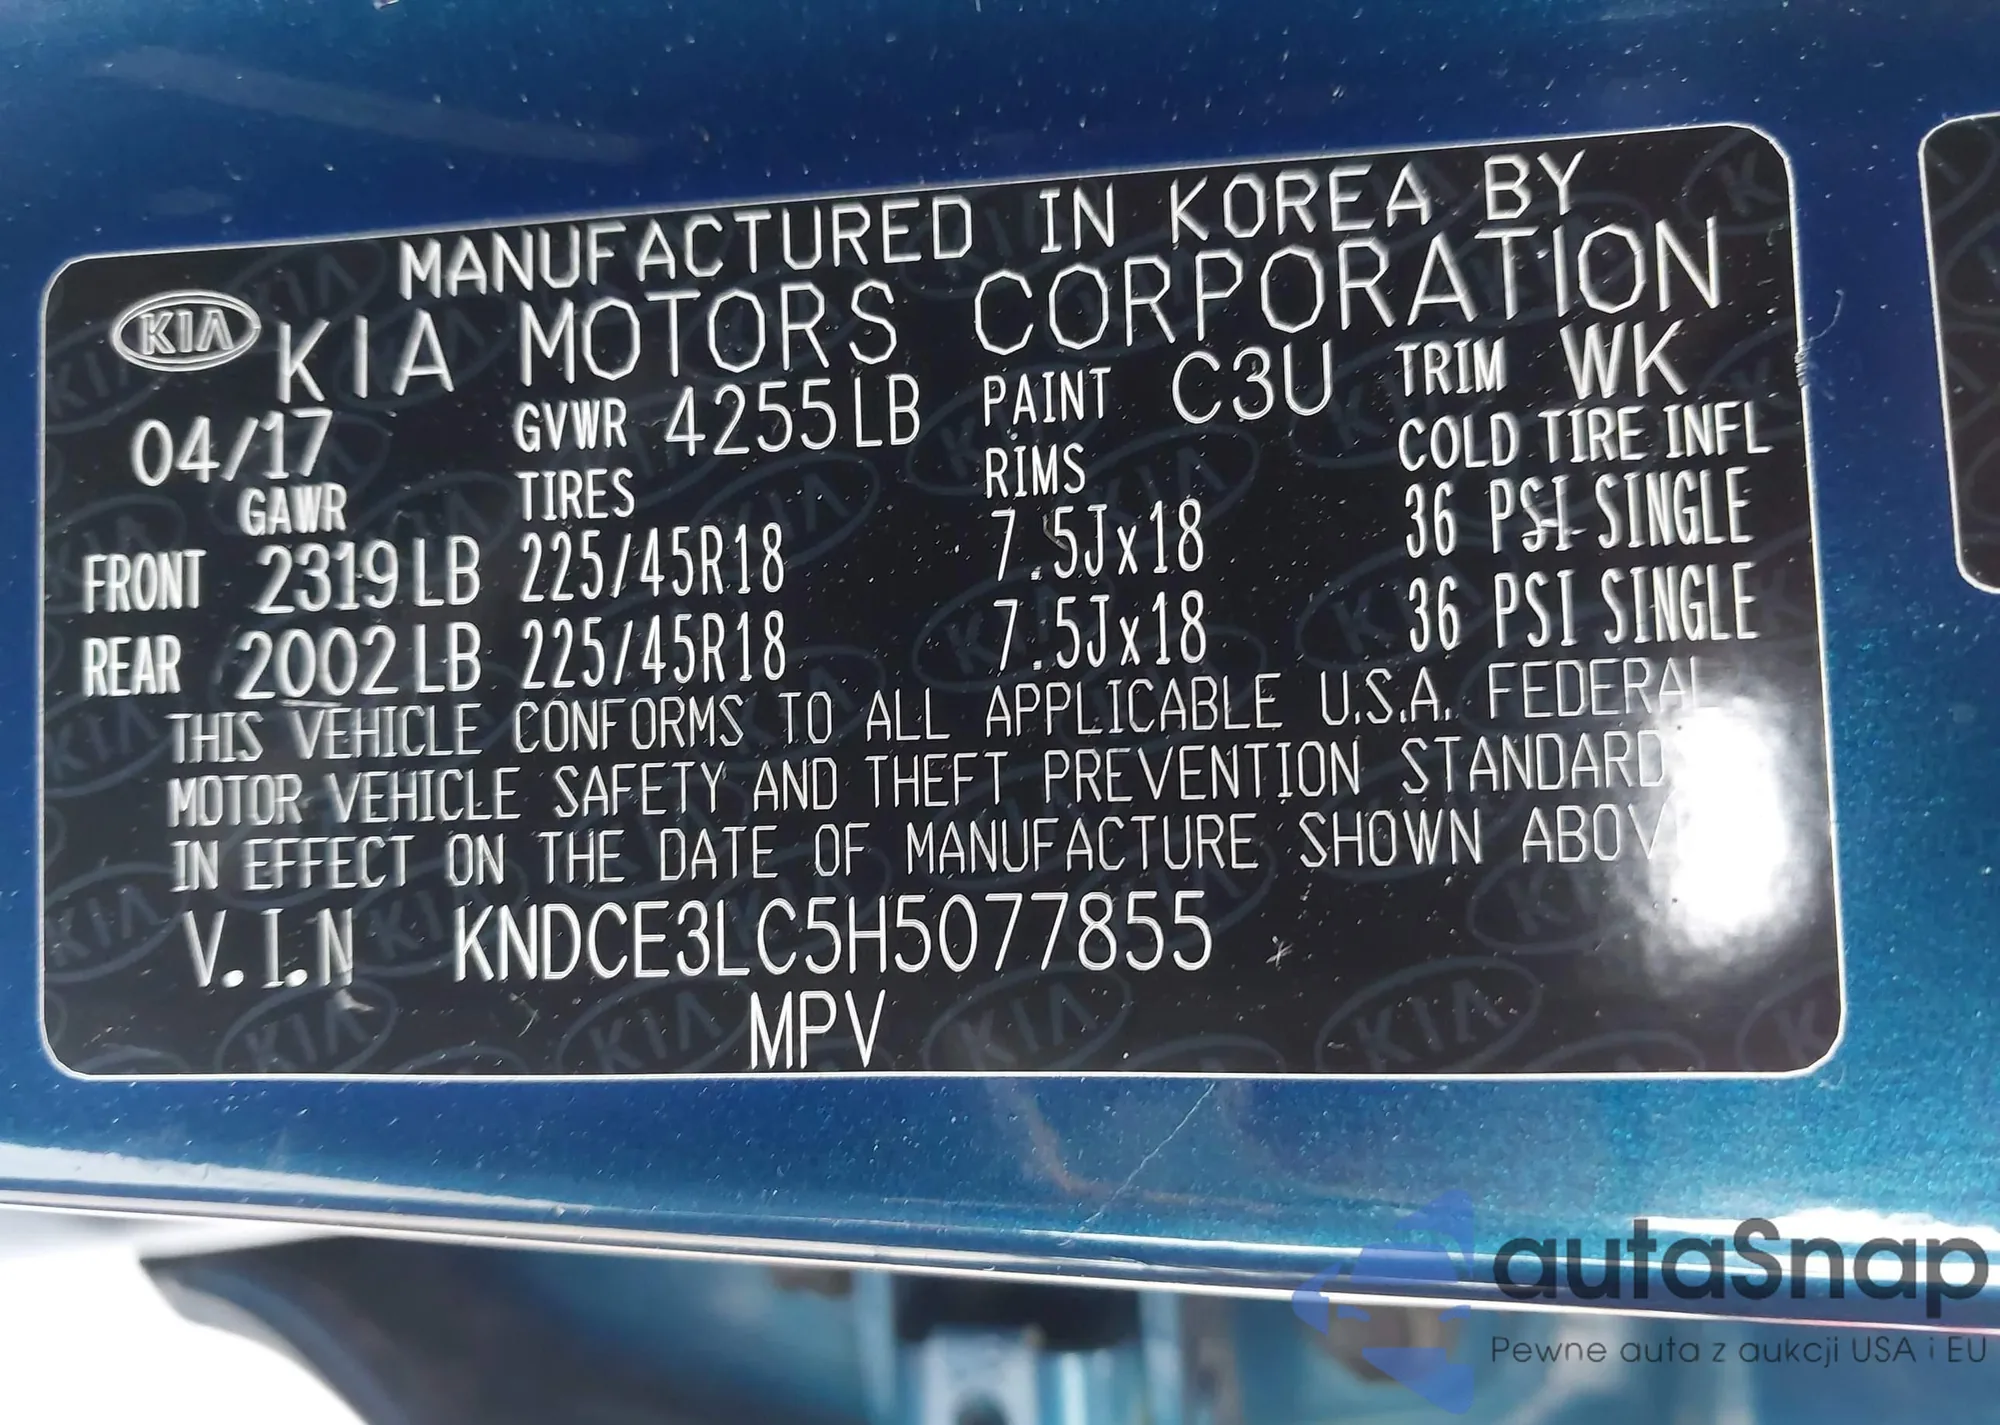 MANUFACTURED IN KOREA BY
KIA KIA MOTORS CORPORATION
04/17 GVWR 4255LB PAINT C3U TRIM WK
GAWR TIRES RIMS COLD TIRE INFL
FRONT 2319LB 225/45R18 7.5Jx18 36 PSI SINGLE
REAR 2002LB 225/45R18 7.5Jx18 36 PSI SINGLE
THIS VEHICLE CONFORMS TO ALL APPLICABLE U.S.A. FEDERAL
MOTOR VEHICLE SAFETY AND THEFT PREVENTION STANDARD
IN EFFECT ON THE DATE OF MANUFACTURE SHOWN ABOV
V.I.N KNDCE3LC5H5077855
MPV
autaSnap
Pewne auta z aukcji USA i EU